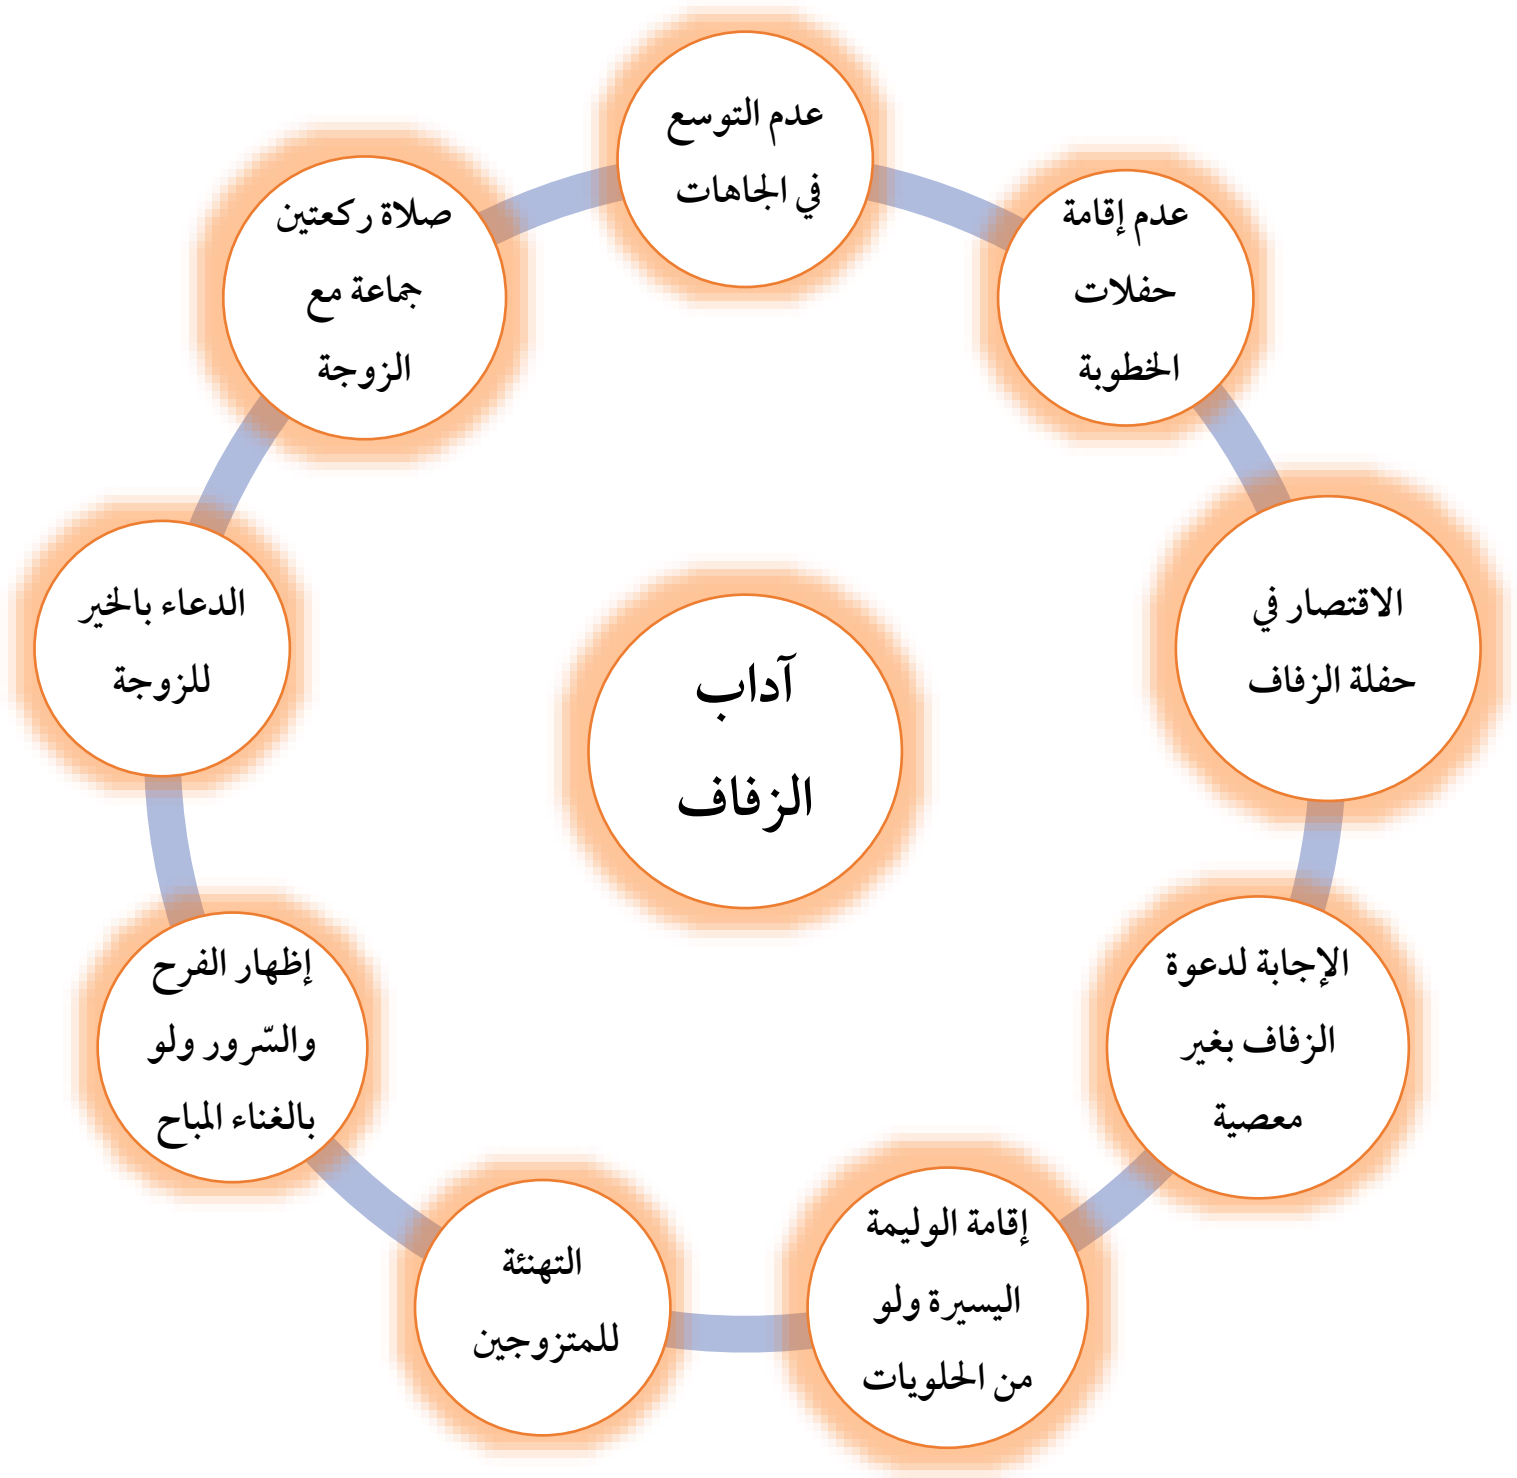 عدم التوسع
في الجاهات
عدم إقامة
حفلات
الخطوبة
الاقتصار في
حفلة الزفاف
الإجابة لدعوة
الزفاف بغير
معصية
إقامة الوليمة
اليسيرة ولو
من الحلويات
التهنئة
للمتزوجين
إظهار الفرح
والسّرور ولو
بالغناء المباح
الدعاء بالخير
للزوجة
صلاة ركعتين
جماعة مع
الزوجة
آداب
الزفاف